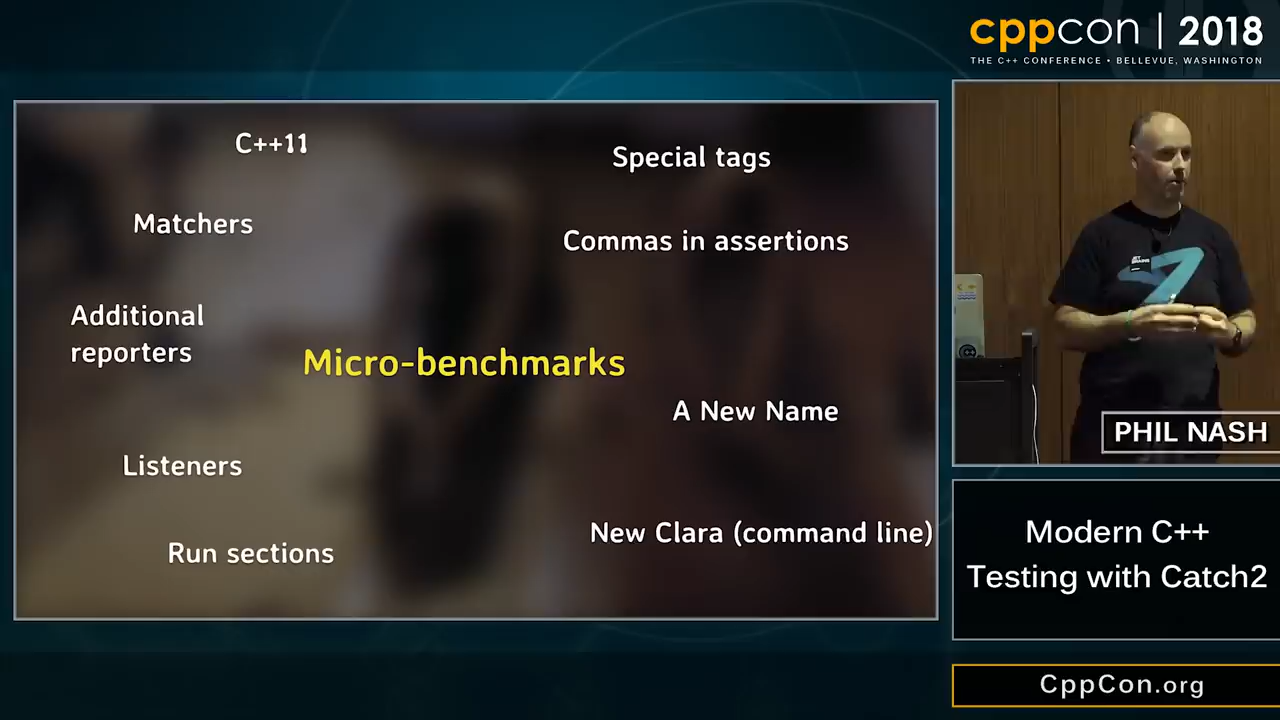 cppcon | 2018
THE C++ CONFERENCE • BELLEVUE, WASHINGTON
C++11
Special tags
Matchers
Commas in assertions
Additional
reporters
Micro-benchmarks
A New Name
Listeners
New Clara (command line)
Run sections
PHIL NASH
Modern C++
Testing with Catch2
CppCon.org